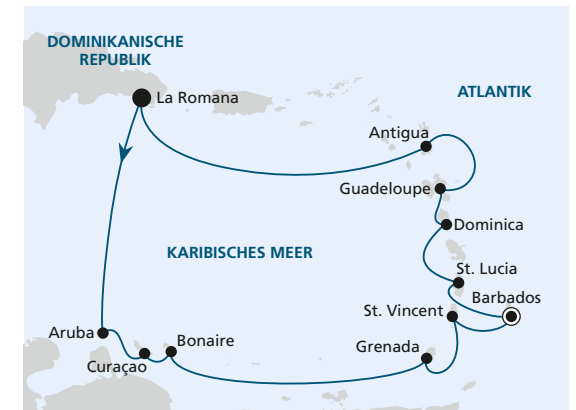 DOMINIKANISCHE
REPUBLIK
ATLANTIK
La Romana
Antigua
Guadeloupe
Dominica
KARIBISCHES MEER
St. Lucia
Barbados
St. Vincent
Aruba
Bonaire
Grenada
Curaçao